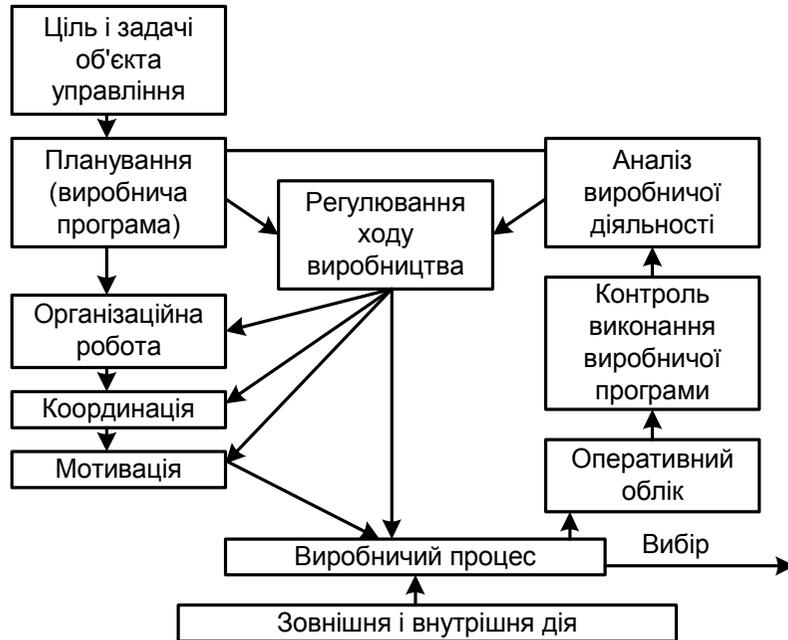 Ціль і задачі
об'єкта
управління
Планування
(виробнича
програма)
Регулювання
ходу
виробництва
Аналіз
виробничої
діяльності
Організаційна
робота
Контроль
виконання
виробничої
програми
Координація
Мотивація
Оперативний
облік
Виробничий процес
Вибір
Зовнішня і внутрішня дія